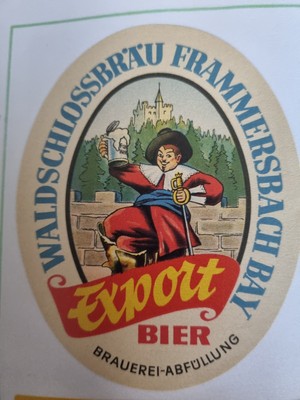 WALDSCHLOSSBRÄU FRAMMERSBACH BAY
Export
BIER
BRAUEREI-ABFÜLLUNG